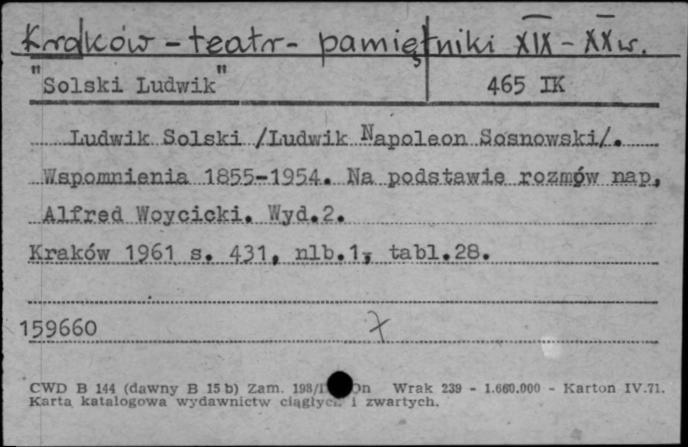 Kraków - teatr - pamiętniki XIX - XX w.
"Solski Ludwik" 465 IK
Ludwik Solski /Ludwik Napoleon Sosnowski/.
Wspomnienia 1855-1954. Na podstawie rozmów nap.
Alfred Woycicki. Wyd.2.
Kraków 1961 s. 431, nlb.1, tabl.28.
159660 7
CWD B 144 (dawny B 15 b) Zam. 198/ Wrak 239 - 1.660.000 - Karton IV.71.
Karta katalogowa wydawnictw ciągłych i zwartych.